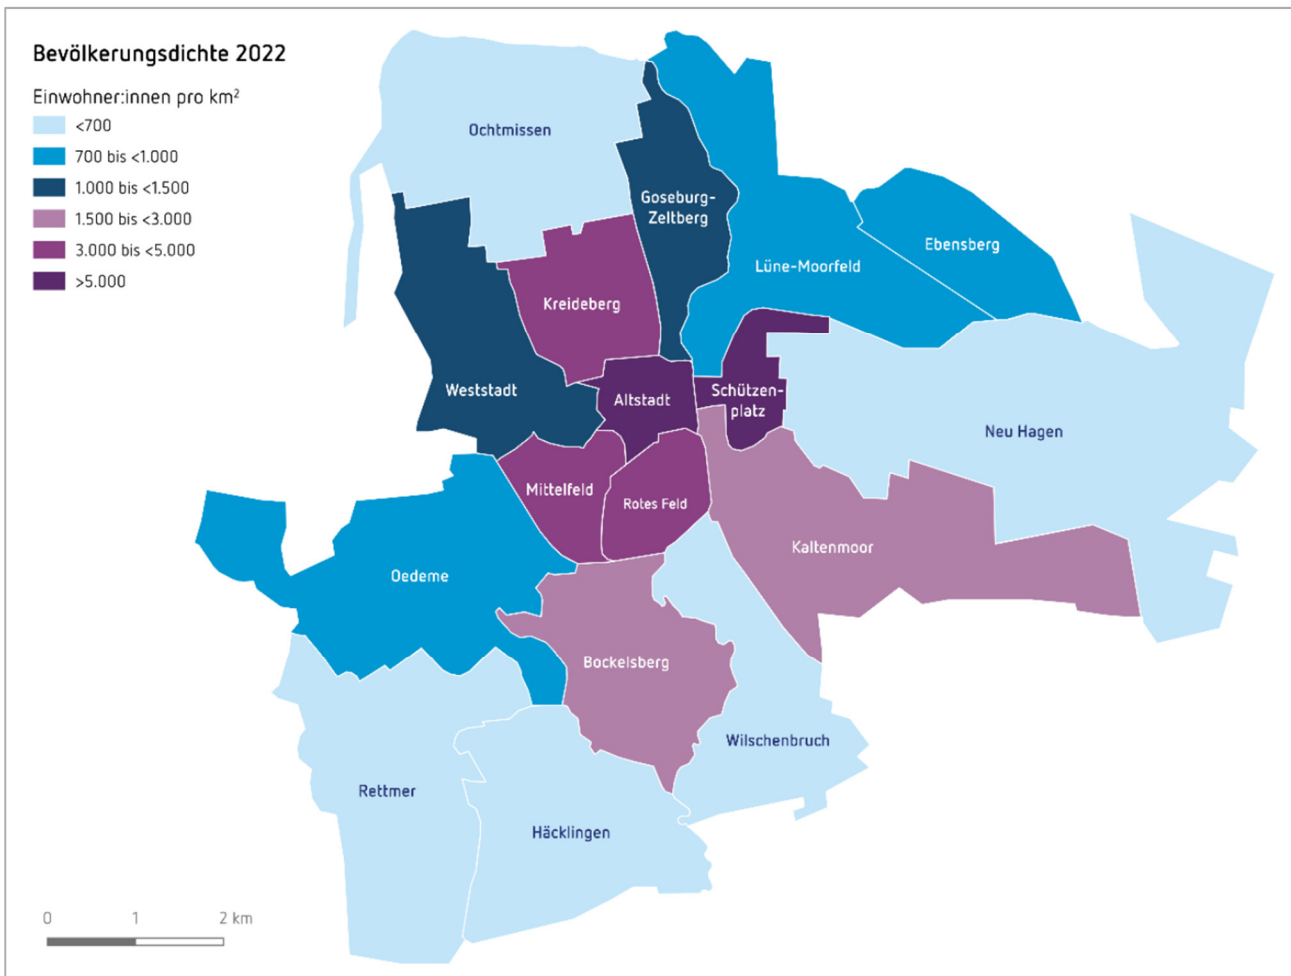 Bevölkerungsdichte 2022
Einwohner:innen pro km²
<700
700 bis <1.000
1.000 bis <1.500
1.500 bis <3.000
3.000 bis <5.000
>5.000
Ochtmissen
Goseburg-
Zeltberg
Ebensberg
Lüne-Moorfeld
Kreideberg
Weststadt
Altstadt
Schützen-
platz
Neu Hagen
Mittelfeld
Rotes Feld
Kaltenmoor
Oedeme
Bockelsberg
Wilschenbruch
Rettmer
Häcklingen
0 1 2 km